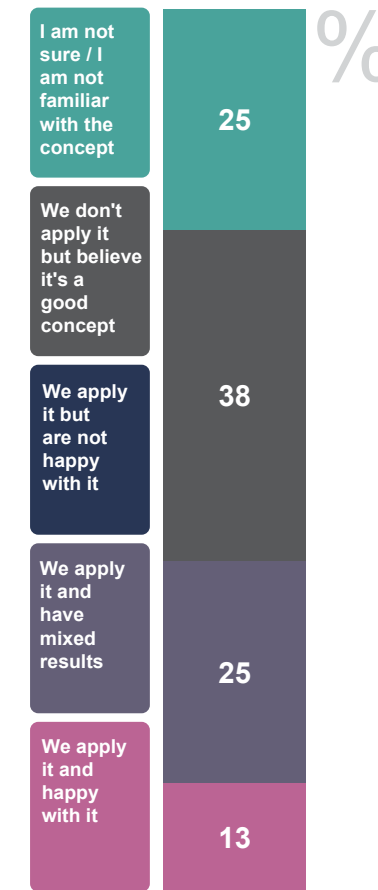 %
I am not
sure / I
am not
familiar
with the
concept
25
We don't
apply it
but believe
it's a
good
concept
38
We apply
it but
are not
happy
with it
We apply
it and
have
mixed
results
25
We apply
it and
happy
with it
13